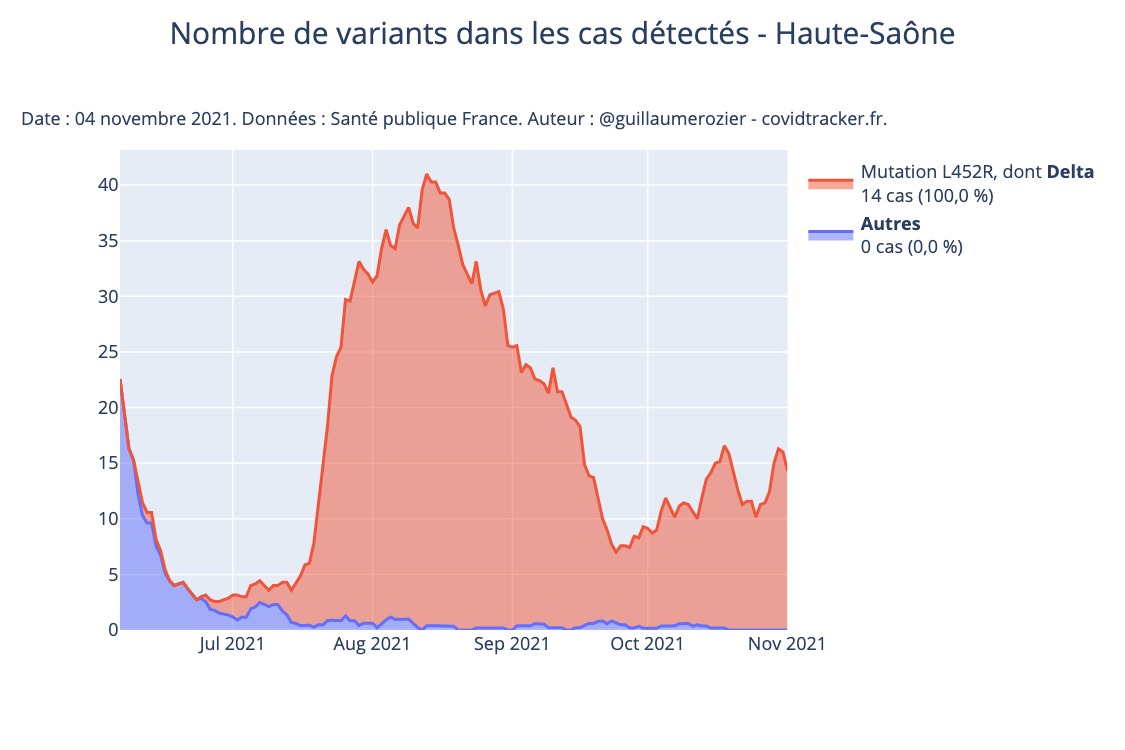 Nombre de variants dans les cas détectés - Haute-Saône
Date : 04 novembre 2021. Données : Santé publique France. Auteur : @guillaumerozier - covidtracker.fr.
Mutation L452R, dont Delta
14 cas (100,0 %)
Autres
0 cas (0,0 %)
40
35
30
25
20
15
10
5
0
Jul 2021
Aug 2021
Sep 2021
Oct 2021
Nov 2021